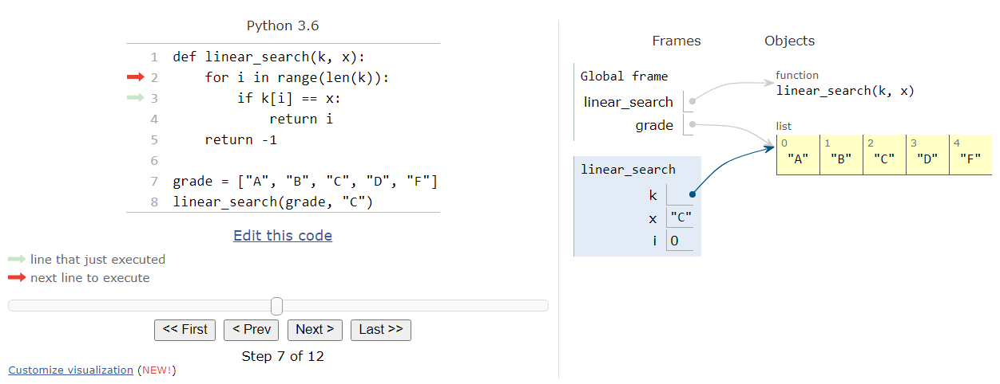 Python 3.6
1 def linear_search(k, x):
2     for i in range(len(k)):
3         if k[i] == x:
4             return i
5     return -1
6
7 grade = ["A", "B", "C", "D", "F"]
8 linear_search(grade, "C")
Edit this code
line that just executed
next line to execute
<< First < Prev Next > Last >>
Step 7 of 12
Customize visualization (NEW!)
Frames Objects
Global frame
linear_search
grade
function
linear_search(k, x)
list
0 1 2 3 4
"A" "B" "C" "D" "F"
linear_search
k
x "C"
i 0